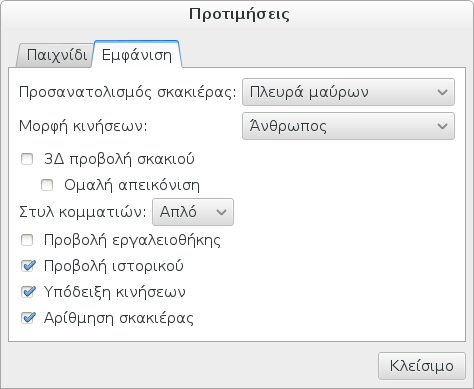 Προτιμήσεις
Παιχνίδι Εμφάνιση
Προσανατολισμός σκακιέρας: Πλευρά μαύρων
Μορφή κινήσεων: Άνθρωπος
3Δ προβολή σκακιού
Ομαλή απεικόνιση
Στυλ κομματιών: Απλό
Προβολή εργαλειοθήκης
Προβολή ιστορικού
Υπόδειξη κινήσεων
Αρίθμηση σκακιέρας
Κλείσιμο